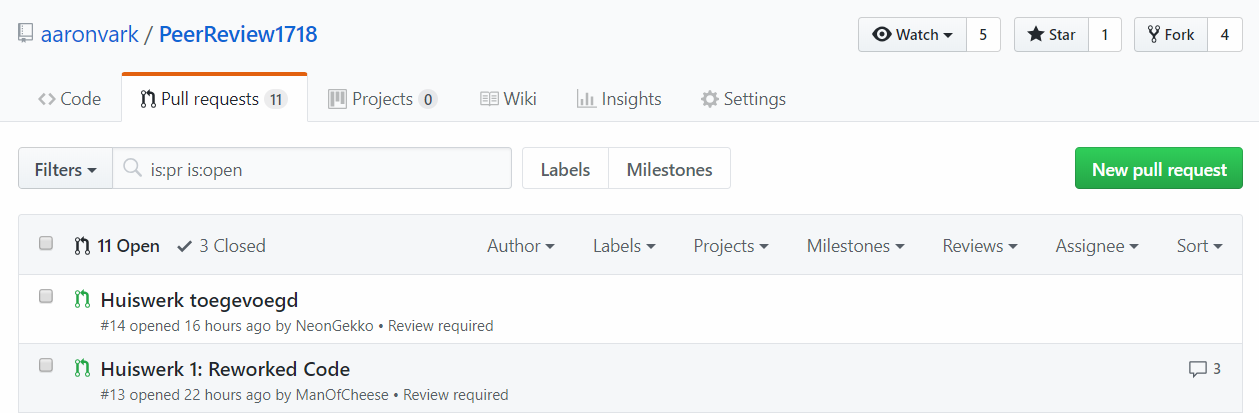 aaronvark / PeerReview1718 Watch 5 Star 1 Fork 4
Code Pull requests 11 Projects 0 Wiki Insights Settings
Filters is:pr is:open Labels Milestones New pull request
11 Open 3 Closed Author Labels Projects Milestones Reviews Assignee Sort
Huiswerk toegevoegd
#14 opened 16 hours ago by NeonGekko • Review required
Huiswerk 1: Reworked Code 3
#13 opened 22 hours ago by ManOfCheese • Review required